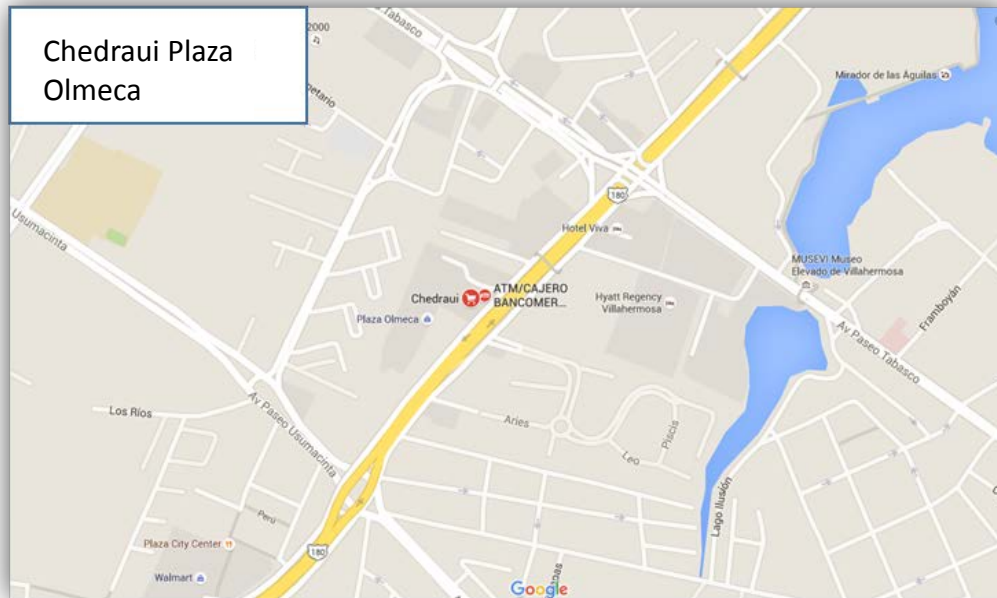 Chedraui Plaza
Olmeca
2000
Tabasco
Mirador de las Águilas
Usumacinta
180
Hotel Viva
MUSEVI Museo
Elevado de Villahermosa
Chedraui
ATM/CAJERO
BANCOMER...
Hyatt Regency
Villahermosa
Framboyán
Plaza Olmeca
Av Paseo Tabasco
Av Paseo Usumacinta
Los Ríos
Aries
Leo
Piscis
Lago Ilusión
Perú
Plaza City Center
180
Walmart
Google